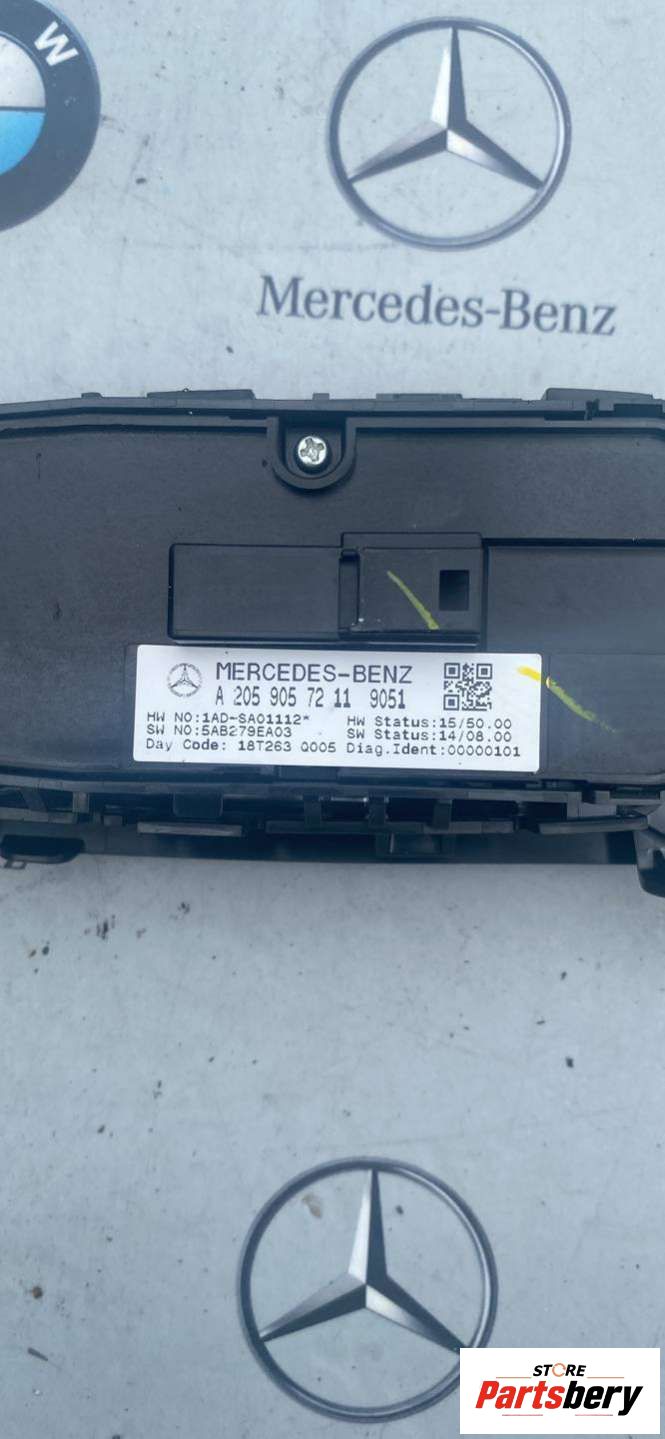 W
Mercedes-Benz
MERCEDES-BENZ
A 205 905 72 11 9051
HW NO:1AD-SA01112* HW Status:15/50.00
SW NO:5AB279EA03 SW Status:14/08.00
Day Code: 18T263 Q005 Diag.Ident:00000101
STORE
Partsbery